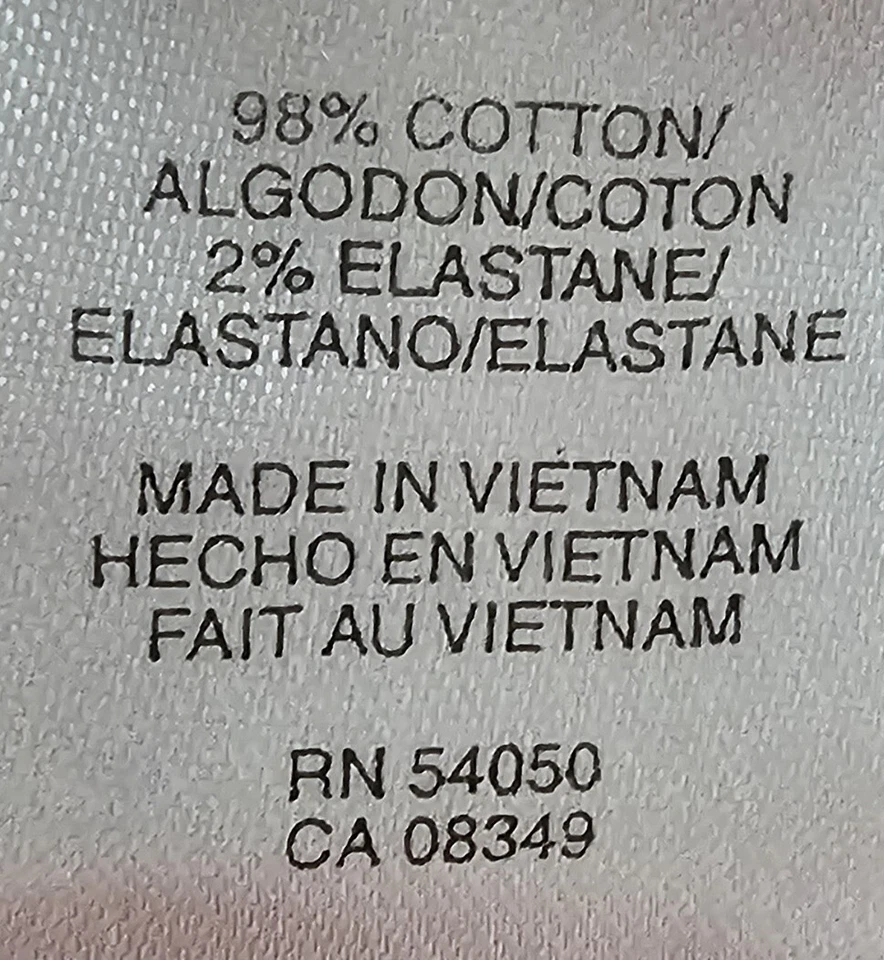 98% COTTON/
ALGODON/COTON
2% ELASTANE/
ELASTANO/ELASTANE
MADE IN VIETNAM
HECHO EN VIETNAM
FAIT AU VIETNAM
RN 54050
CA 08349